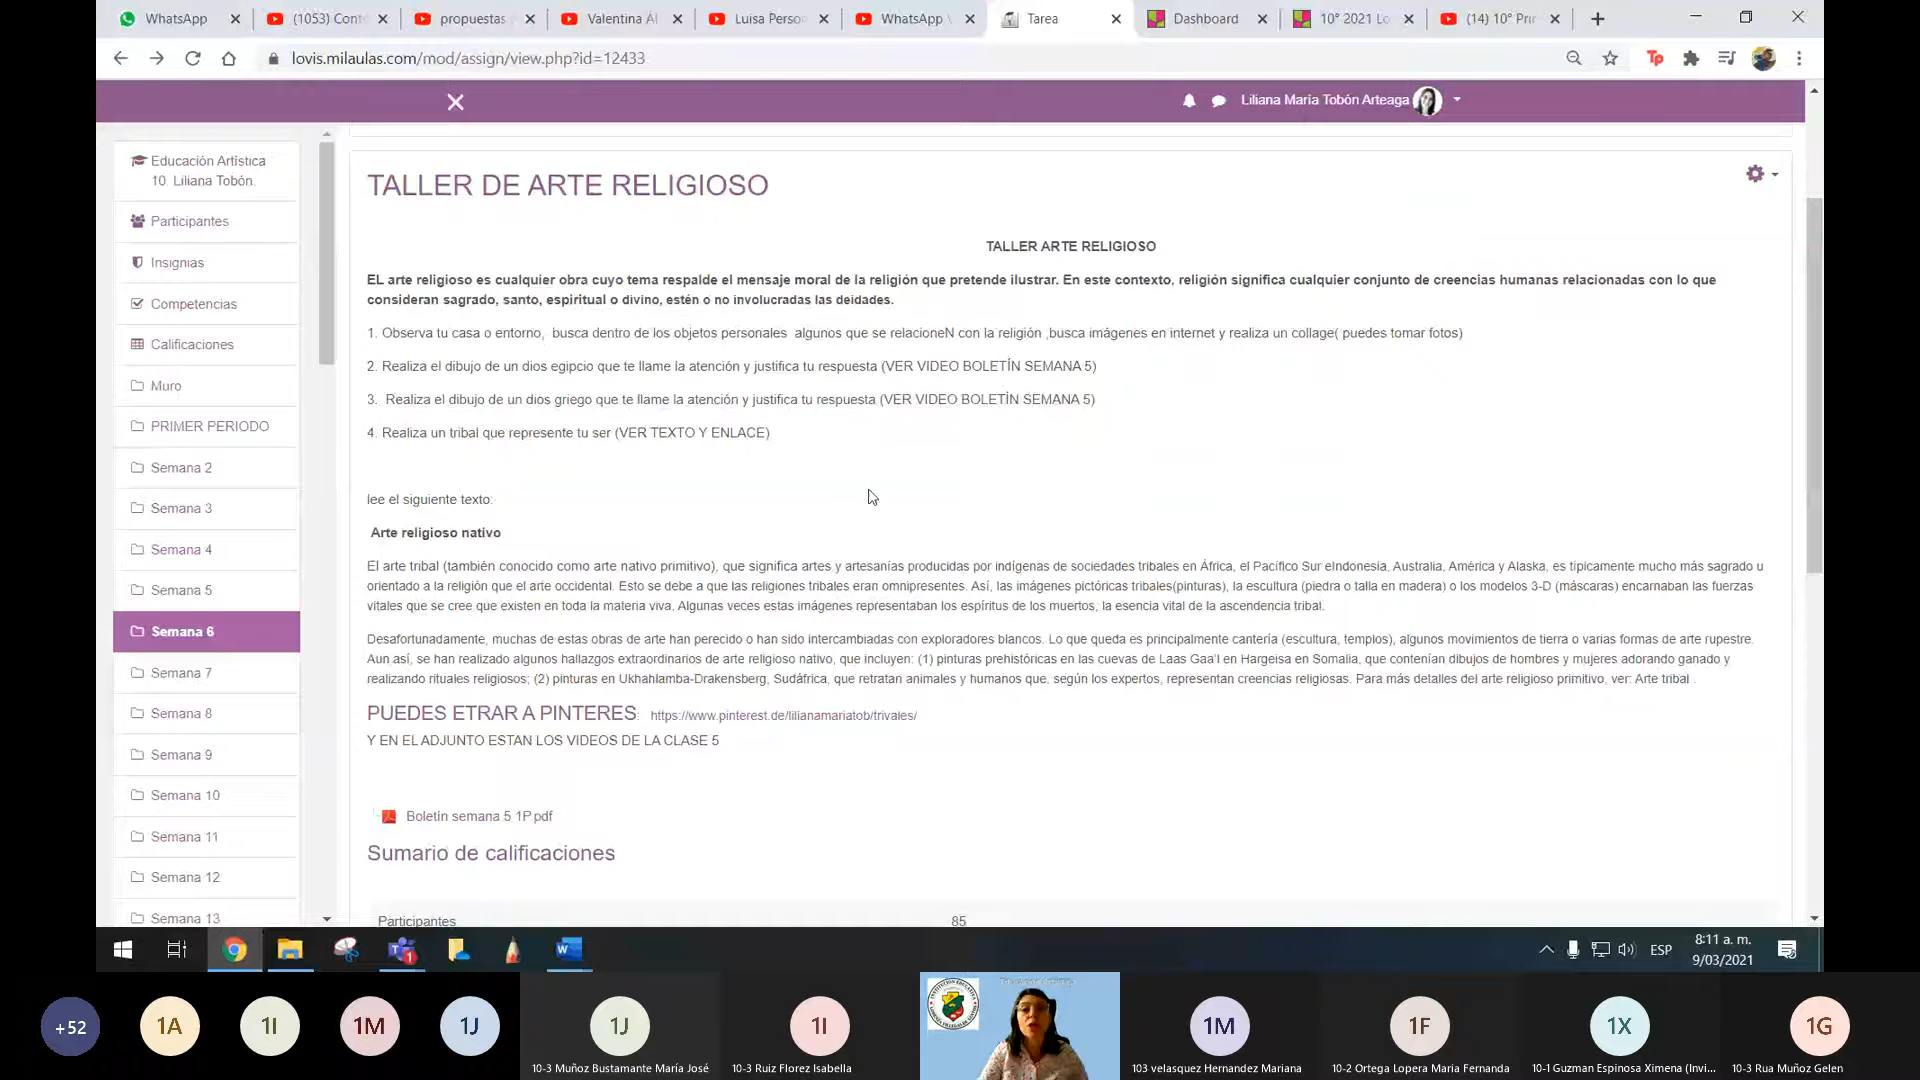 WhatsApp
(1053) Cont
propuestas
Valentina Ál
Luisa Perso
WhatsApp
Tarea
Dashboard
10° 2021 Lo
(14) 10° Prir
lovis.milaulas.com/mod/assign/view.php?id=12433
Liliana María Tobón Arteaga
Educación Artística
10 Liliana Tobón.
Participantes
Insignias
Competencias
Calificaciones
Muro
PRIMER PERIODO
Semana 2
Semana 3
Semana 4
Semana 5
Semana 6
Semana 7
Semana 8
Semana 9
Semana 10
Semana 11
Semana 12
Semana 13
TALLER DE ARTE RELIGIOSO
TALLER ARTE RELIGIOSO
EL arte religioso es cualquier obra cuyo tema respalde el mensaje moral de la religión que pretende ilustrar. En este contexto, religión significa cualquier conjunto de creencias humanas relacionadas con lo que
consideran sagrado, santo, espiritual o divino, estén o no involucradas las deidades.
1. Observa tu casa o entorno, busca dentro de los objetos personales algunos que se relacioneN con la religión ,busca imágenes en internet y realiza un collage( puedes tomar fotos)
2. Realiza el dibujo de un dios egipcio que te llame la atención y justifica tu respuesta (VER VIDEO BOLETÍN SEMANA 5)
3. Realiza el dibujo de un dios griego que te llame la atención y justifica tu respuesta (VER VIDEO BOLETÍN SEMANA 5)
4. Realiza un tribal que represente tu ser (VER TEXTO Y ENLACE)
lee el siguiente texto:
Arte religioso nativo
El arte tribal (también conocido como arte nativo primitivo), que significa artes y artesanías producidas por indígenas de sociedades tribales en África, el Pacífico Sur eIndonesia, Australia, América y Alaska, es típicamente mucho más sagrado u
orientado a la religión que el arte occidental. Esto se debe a que las religiones tribales eran omnipresentes. Así, las imágenes pictóricas tribales(pinturas), la escultura (piedra o talla en madera) o los modelos 3-D (máscaras) encarnaban las fuerzas
vitales que se cree que existen en toda la materia viva. Algunas veces estas imágenes representaban los espíritus de los muertos, la esencia vital de la ascendencia tribal.
Desafortunadamente, muchas de estas obras de arte han perecido o han sido intercambiadas con exploradores blancos. Lo que queda es principalmente cantería (escultura, templos), algunos movimientos de tierra o varias formas de arte rupestre.
Aun así, se han realizado algunos hallazgos extraordinarios de arte religioso nativo, que incluyen: (1) pinturas prehistóricas en las cuevas de Laas Gaa'l en Hargeisa en Somalia, que contenían dibujos de hombres y mujeres adorando ganado y
realizando rituales religiosos; (2) pinturas en Ukhahlamba-Drakensberg, Sudáfrica, que retratan animales y humanos que, según los expertos, representan creencias religiosas. Para más detalles del arte religioso primitivo, ver: Arte tribal .
PUEDES ETRAR A PINTERES: https://www.pinterest.de/lilianamariatob/trivales/
Y EN EL ADJUNTO ESTAN LOS VIDEOS DE LA CLASE 5
Boletín semana 5 1P.pdf
Sumario de calificaciones
Participantes 85
ESP
8:11 a. m.
9/03/2021
+52
1A
1I
1M
1J
1J
10-3 Muñoz Bustamante María José
1I
10-3 Ruiz Florez Isabella
1M
103 velasquez Hernandez Mariana
1F
10-2 Ortega Lopera Maria Fernanda
1X
10-1 Guzman Espinosa Ximena (Invi...
1G
10-3 Rua Muñoz Gelen